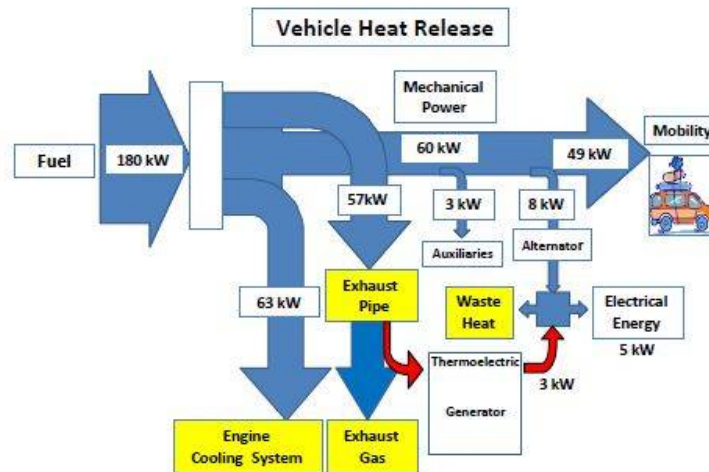 Vehicle Heat Release
Mechanical
Power
Mobility
Fuel
180 kW
60 kW
49 kW
57kW
3 kW
8 kW
Auxiliaries
Alternator
63 kW
Exhaust
Pipe
Waste
Heat
Electrical
Energy
5 kW
Thermoelectric
Generator
3 kW
Engine
Cooling System
Exhaust
Gas